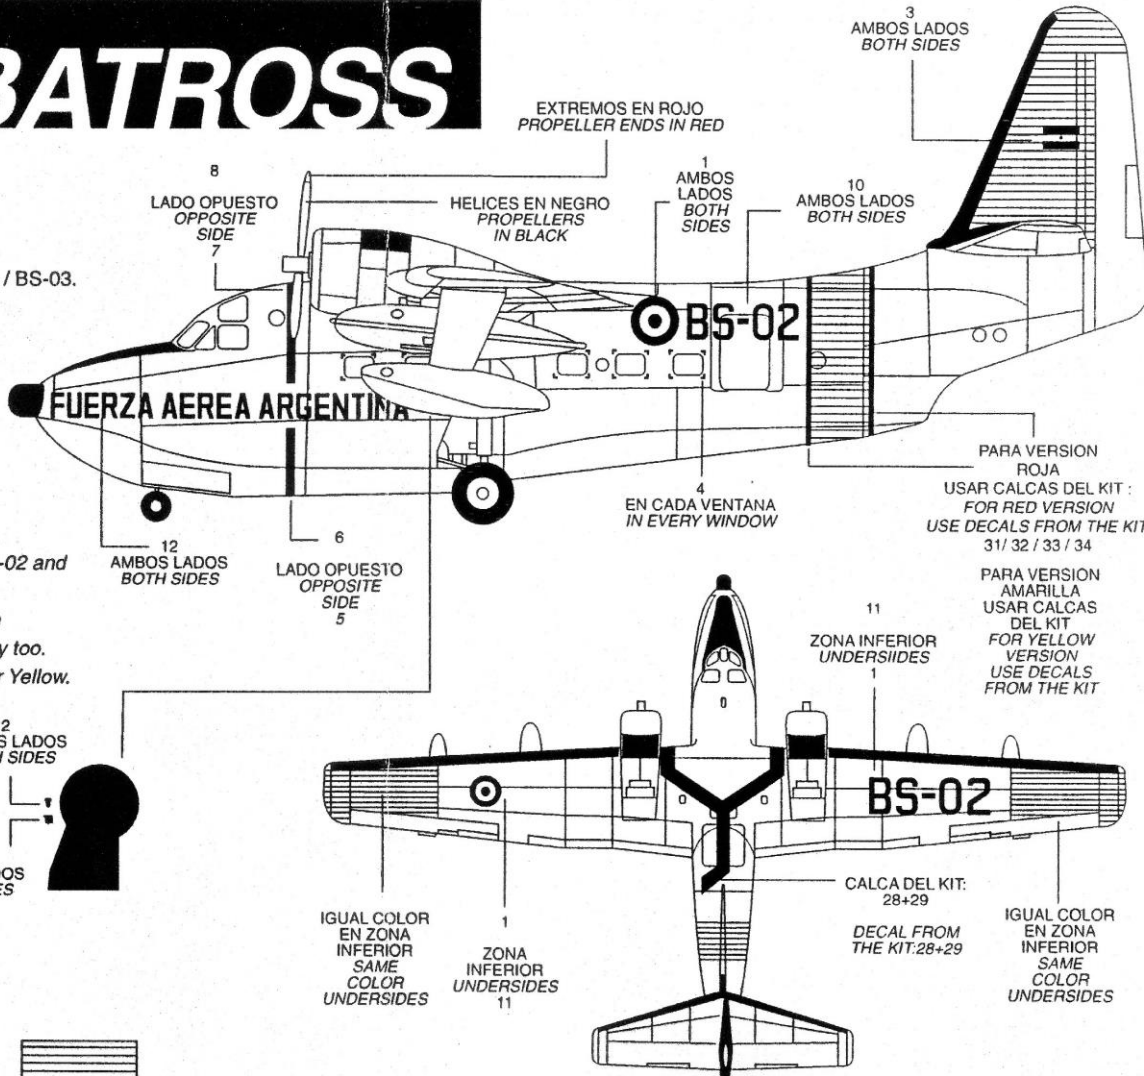 BATROSS
3
AMBOS LADOS
BOTH SIDES
EXTREMOS EN ROJO
PROPELLER ENDS IN RED
8
LADO OPUESTO
OPPOSITE
SIDE
7
HELICES EN NEGRO
PROPELLERS
IN BLACK
1
AMBOS
LADOS
BOTH
SIDES
10
AMBOS LADOS
BOTH SIDES
/ BS-03.
BS-02
FUERZA AEREA ARGENTINA
4
EN CADA VENTANA
IN EVERY WINDOW
PARA VERSION
ROJA
USAR CALCAS DEL KIT :
FOR RED VERSION
USE DECALS FROM THE KIT
31/ 32 / 33 / 34
12
AMBOS LADOS
BOTH SIDES
6
LADO OPUESTO
OPPOSITE
SIDE
5
-02 and
y too.
r Yellow.
PARA VERSION
AMARILLA
USAR CALCAS
DEL KIT
FOR YELLOW
VERSION
USE DECALS
FROM THE KIT
11
ZONA INFERIOR
UNDERSIIDES
1
2
S LADOS
H SIDES
OOS
ES
BS-02
CALCA DEL KIT:
28+29
DECAL FROM
THE KIT:28+29
IGUAL COLOR
EN ZONA
INFERIOR
SAME
COLOR
UNDERSIDES
1
ZONA
INFERIOR
UNDERSIDES
11
IGUAL COLOR
EN ZONA
INFERIOR
SAME
COLOR
UNDERSIDES